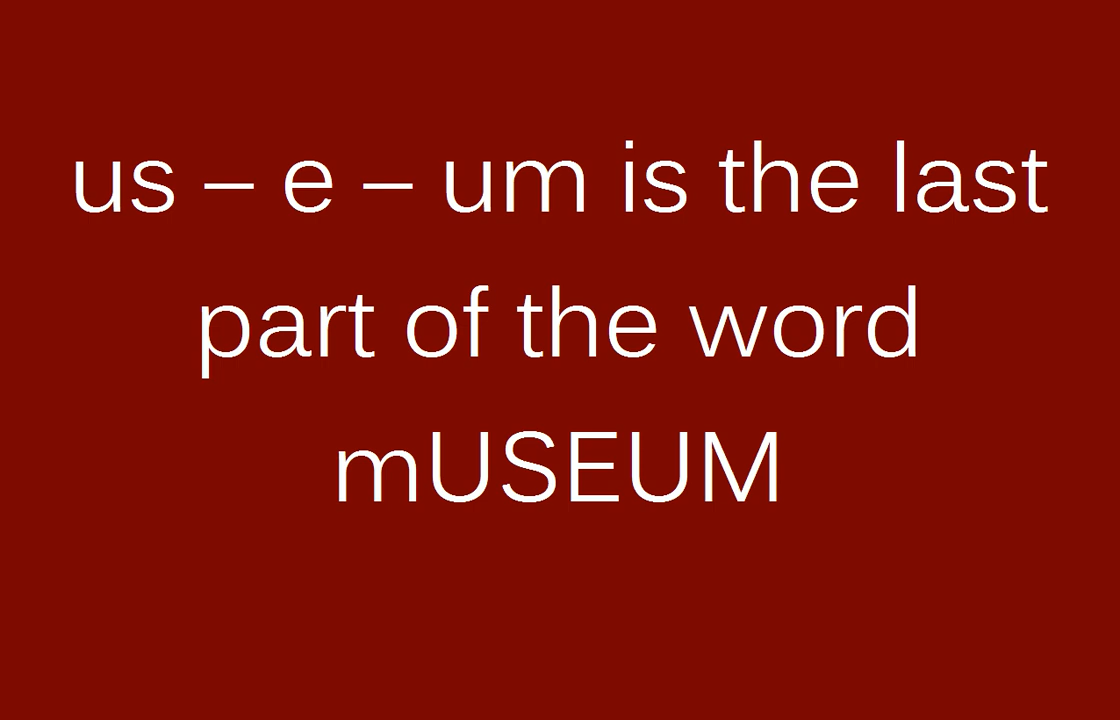 us – e – um is the last
part of the word
mUSEUM